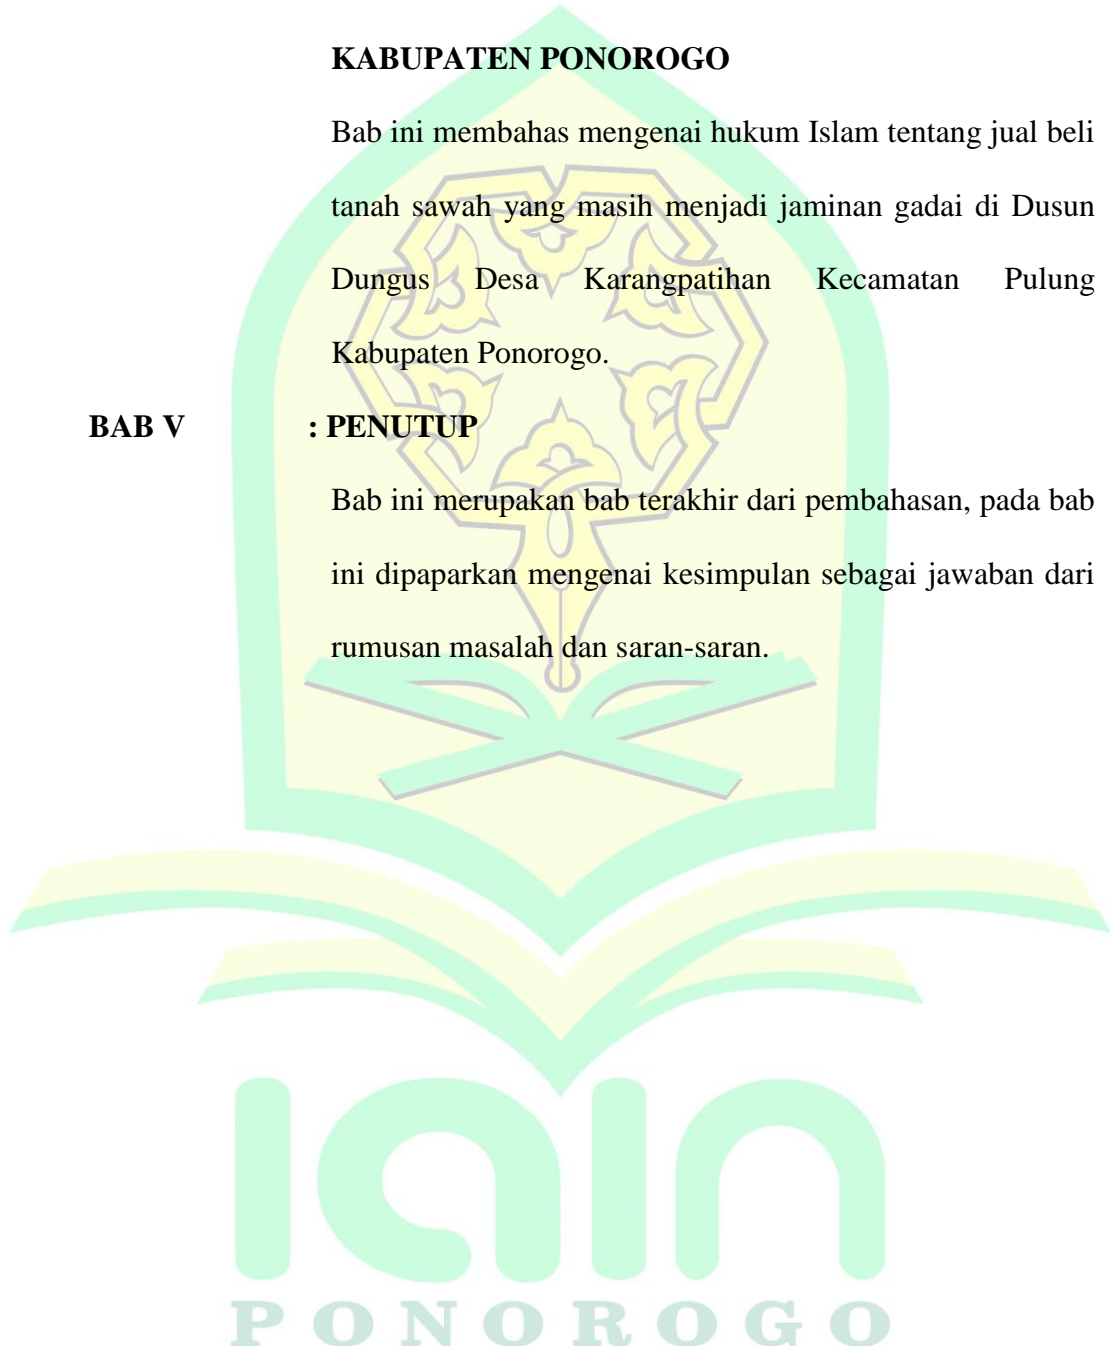 KABUPATEN PONOROGO
Bab ini membahas mengenai hukum Islam tentang jual beli
tanah sawah yang masih menjadi jaminan gadai di Dusun
Dungus Desa Karangpatihan Kecamatan Pulung
Kabupaten Ponorogo.
BAB V : PENUTUP
Bab ini merupakan bab terakhir dari pembahasan, pada bab
ini dipaparkan mengenai kesimpulan sebagai jawaban dari
rumusan masalah dan saran-saran.
iain
PONOROGO